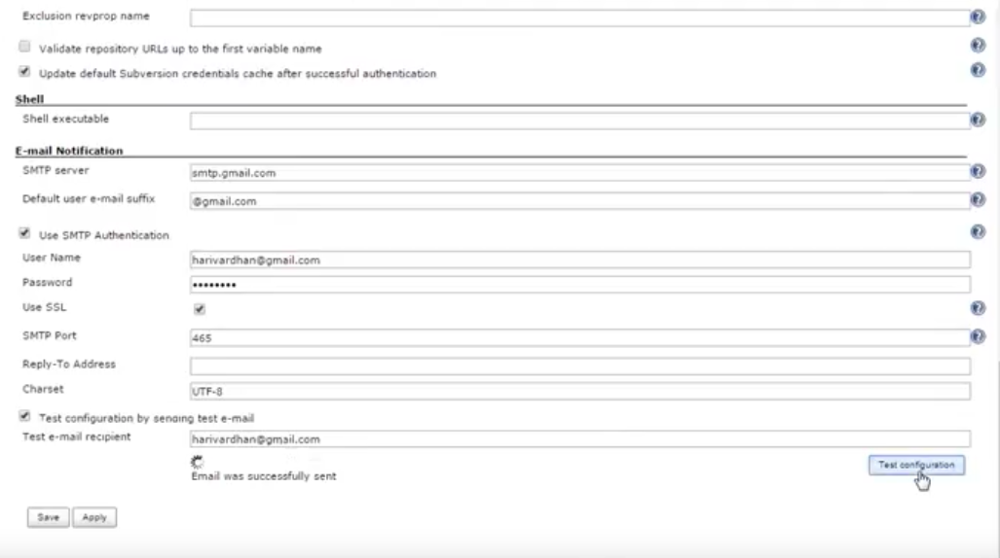 Exclusion revprop name
Validate repository URLs up to the first variable name
Update default Subversion credentials cache after successful authentication
Shell
Shell executable
E-mail Notification
SMTP server smtp.gmail.com
Default user e-mail suffix @gmail.com
Use SMTP Authentication
User Name harivardhan@gmail.com
Password ••••••••
Use SSL
SMTP Port 465
Reply-To Address
Charset UTF-8
Test configuration by sending test e-mail
Test e-mail recipient harivardhan@gmail.com
Test configuration
Email was successfully sent
Save Apply